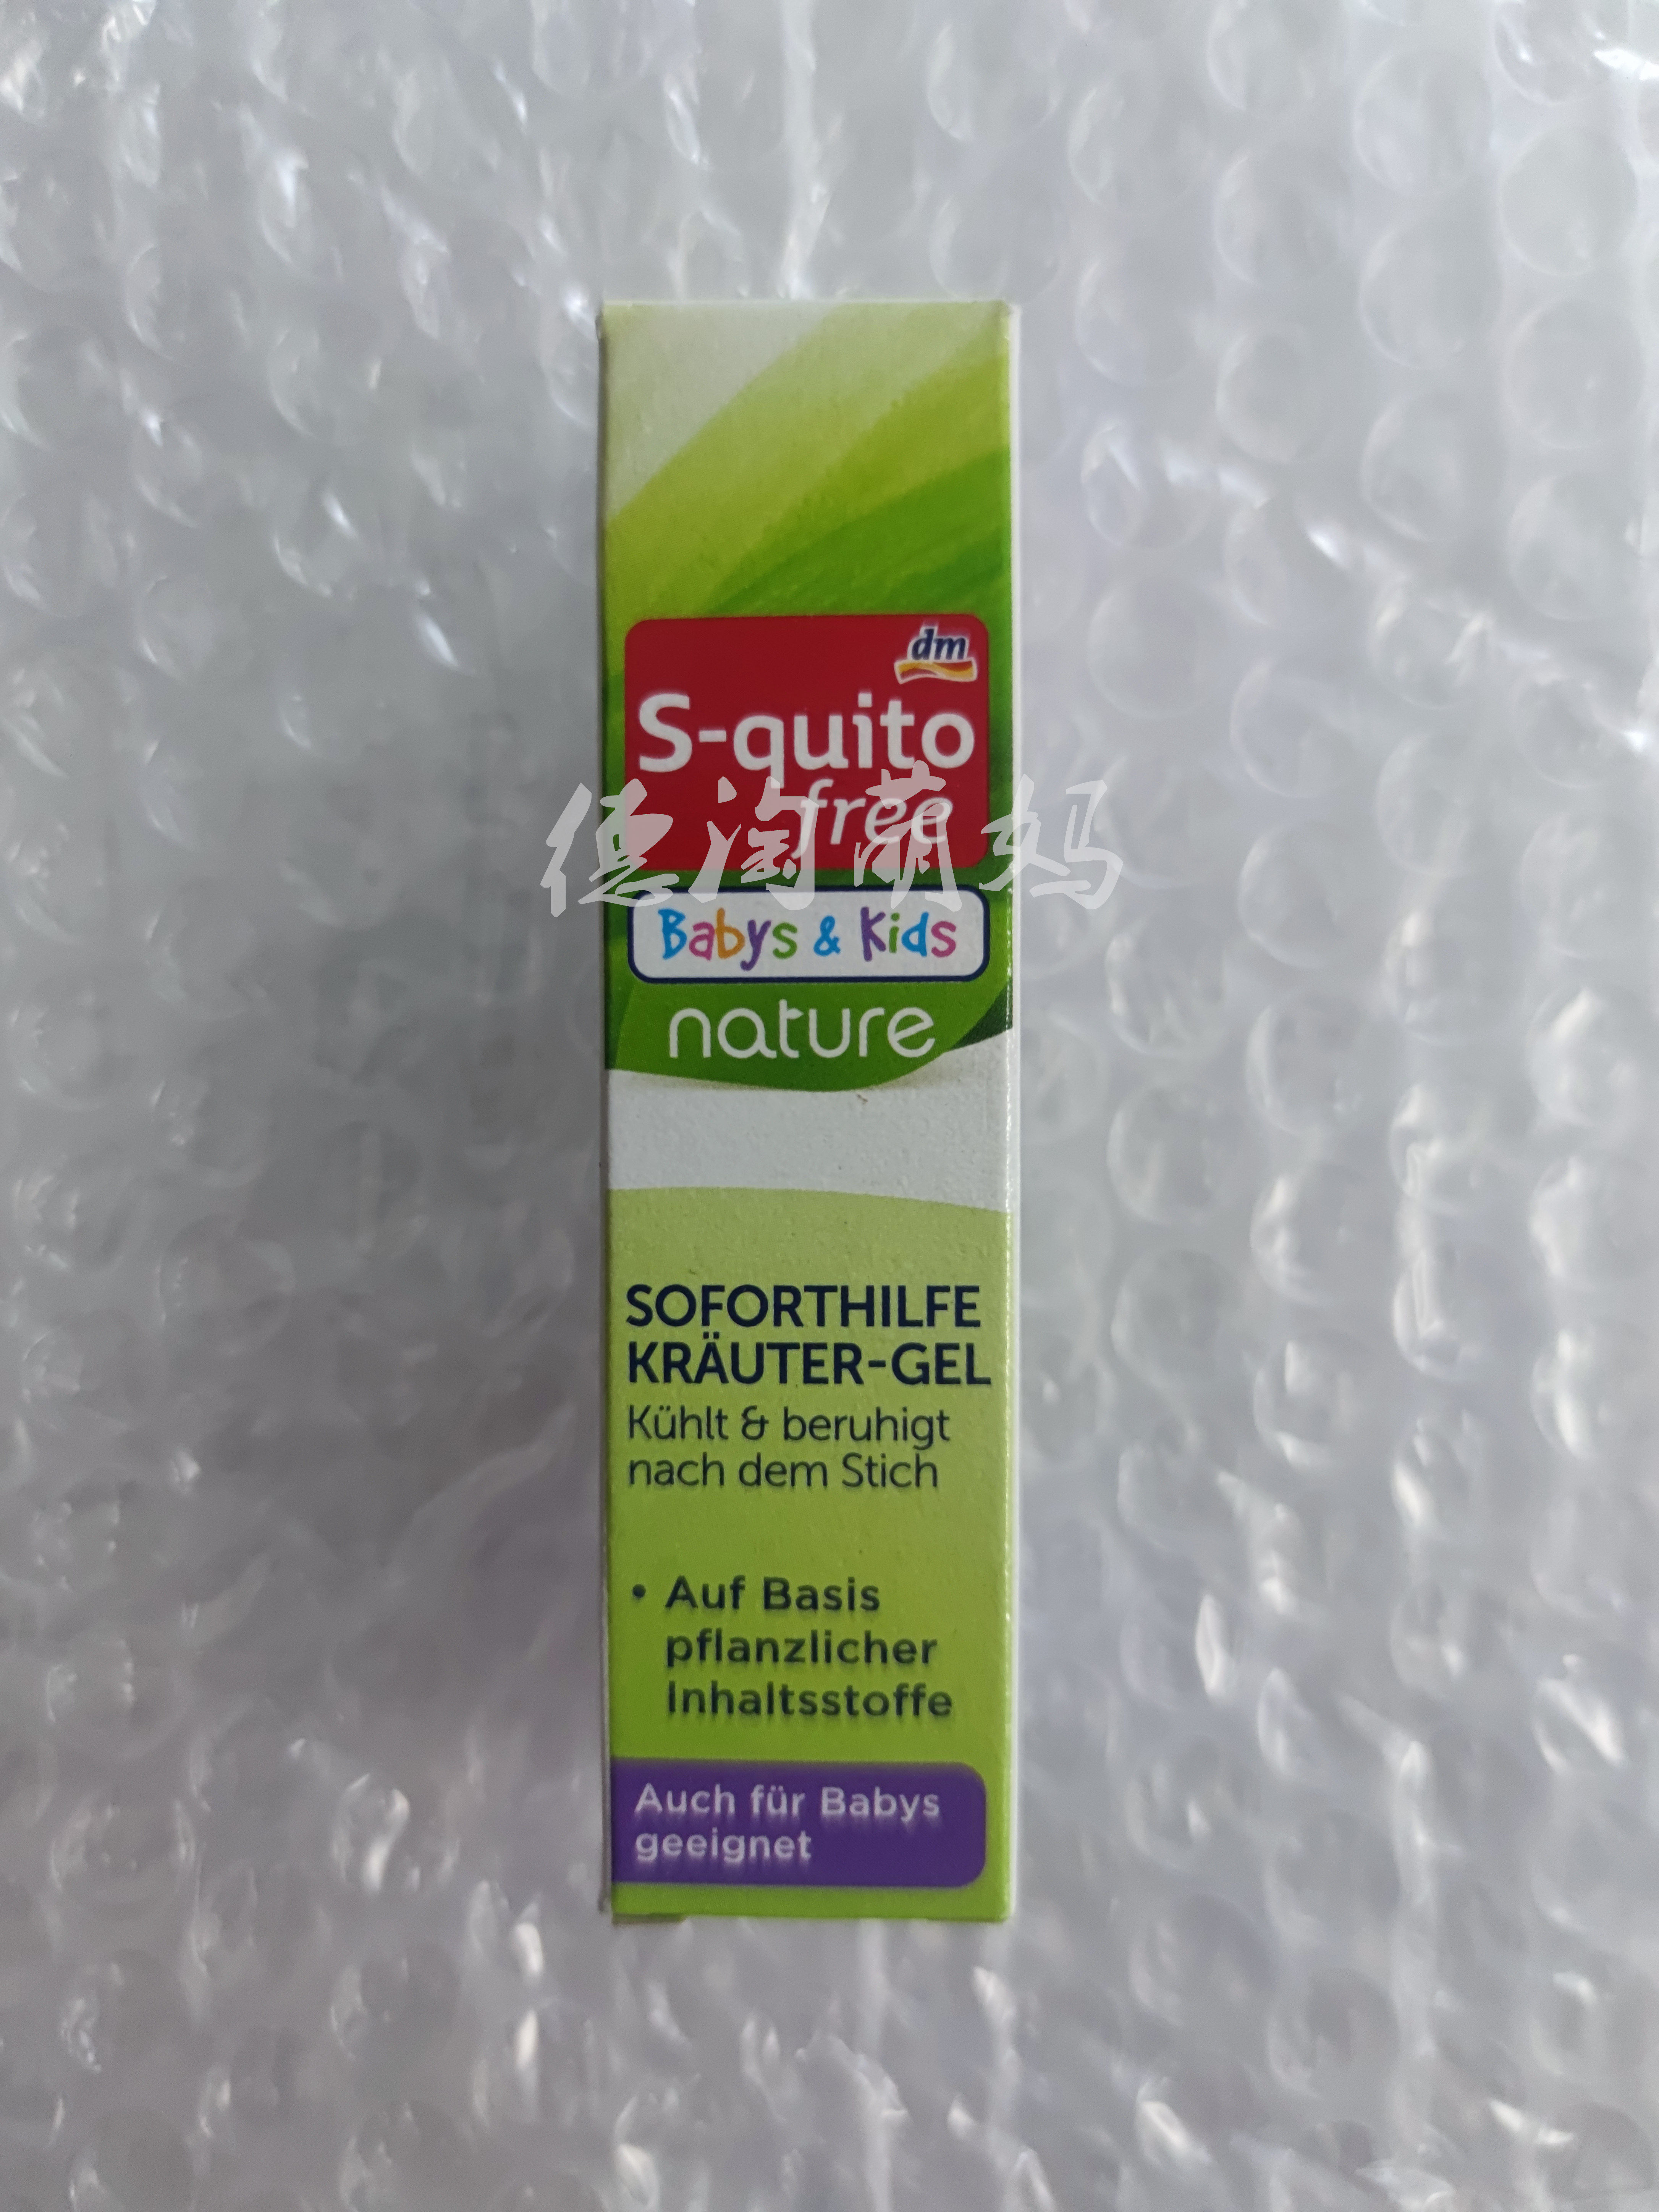 dm
S-quito
free
德淘萌妈
Babys & Kids
nature
SOFORTHILFE
KRÄUTER-GEL
Kühlt & beruhigt
nach dem Stich
• Auf Basis
pflanzlicher
Inhaltsstoffe
Auch für Babys
geeignet